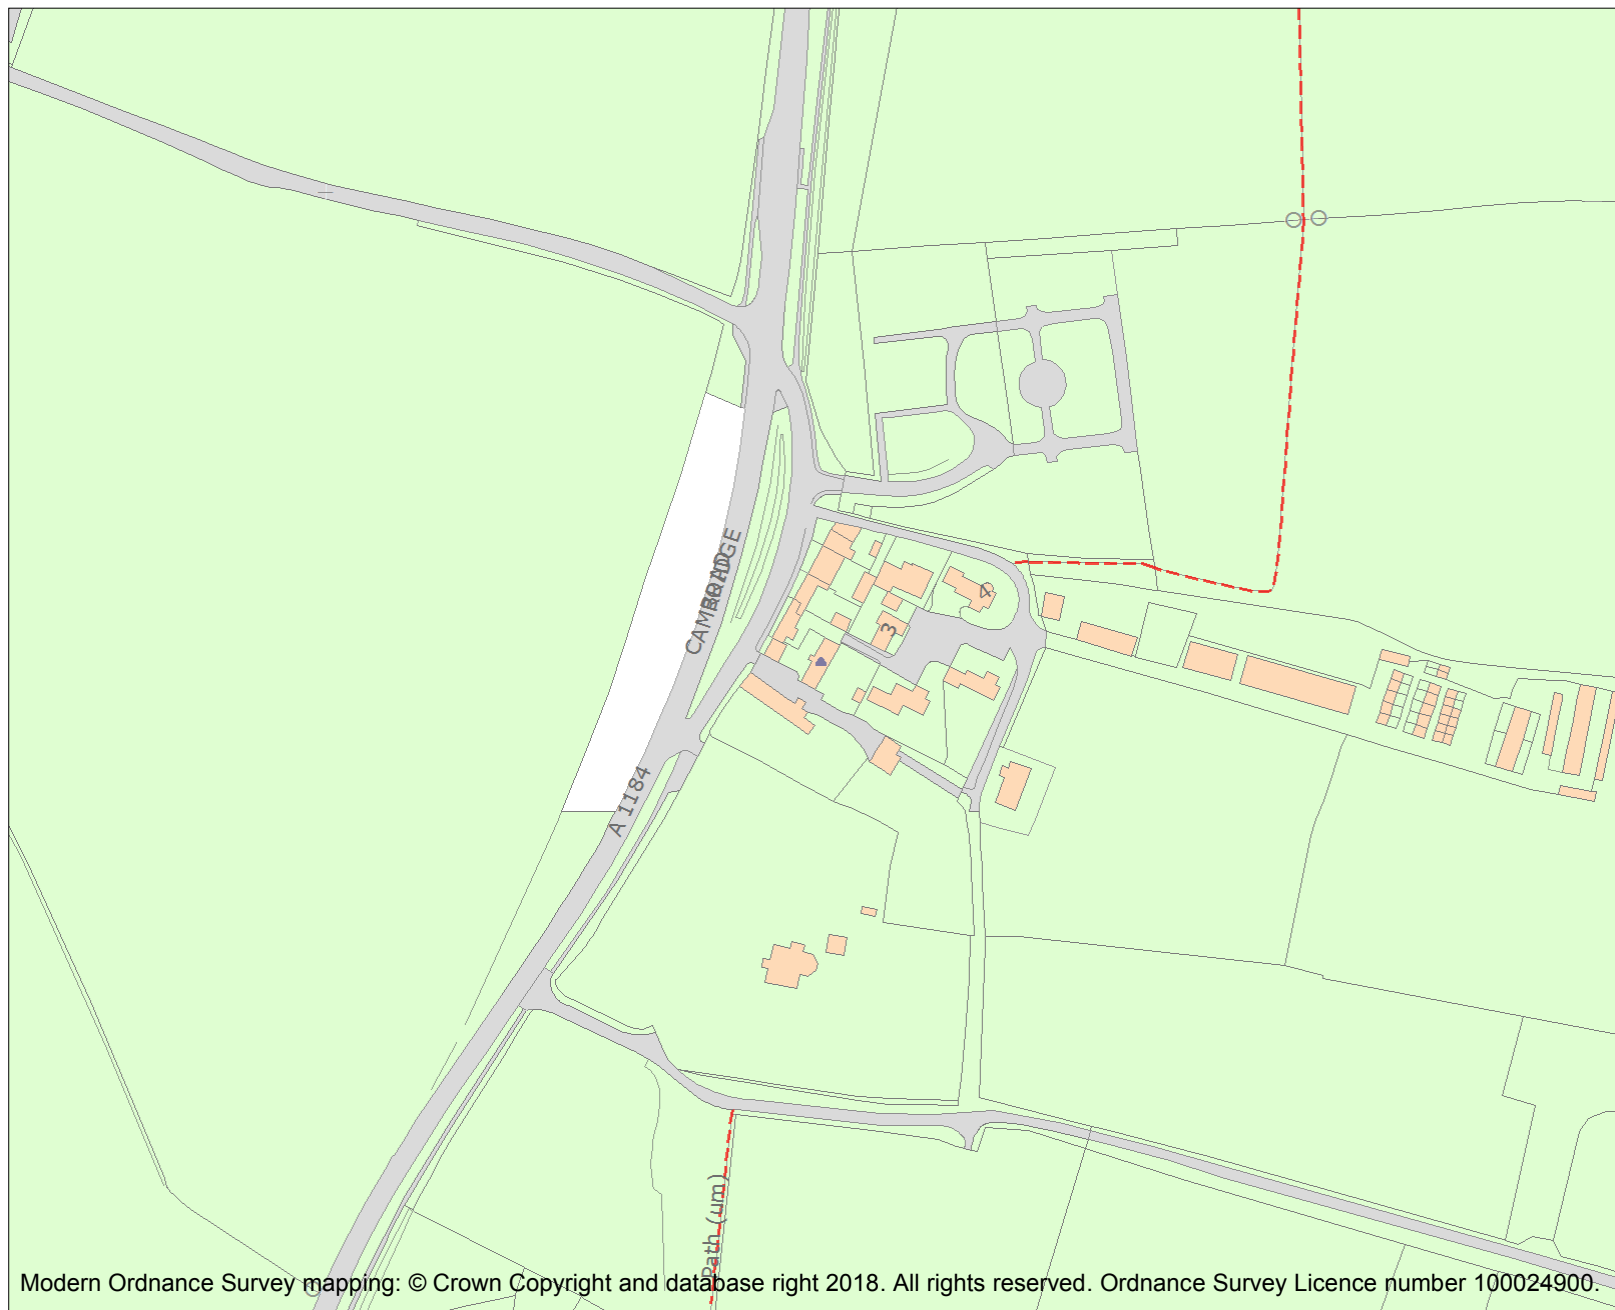 CAMBRIDGE
ROAD
4
3
A 1184
Path (um)
Modern Ordnance Survey mapping: © Crown Copyright and database right 2018. All rights reserved. Ordnance Survey Licence number 100024900.